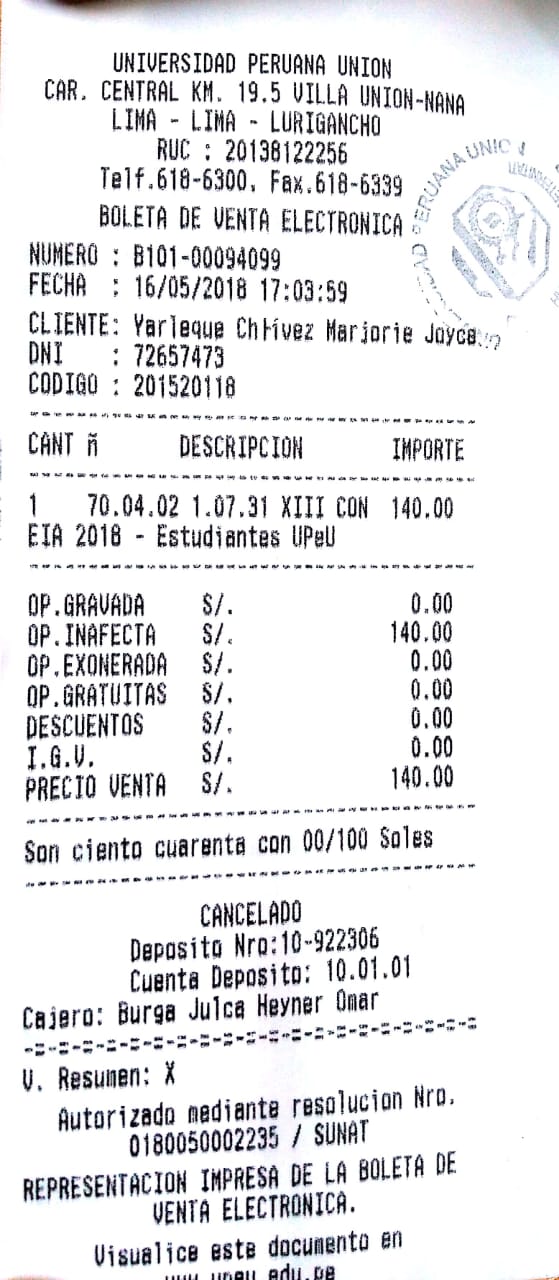 UNIVERSIDAD PERUANA UNION
CAR. CENTRAL KM. 19.5 VILLA UNION-NANA
LIMA - LIMA - LURIGANCHO
RUC : 20138122256
Telf.618-6300, Fax.618-6339
BOLETA DE VENTA ELECTRONICA
PERUANA UNIO
NUMERO : B101-00094099
FECHA : 16/05/2018 17:03:59
CLIENTE: Yarleque Chłívez Marjorie Joyce
DNI : 72657473
CODIGO : 201520118
CANT ñ DESCRIPCION IMPORTE
1 70.04.02 1.07.31 XIII CON 140.00
EIA 2018 - Estudiantes UPeU
OP.GRAVADA S/. 0.00
OP.INAFECTA S/. 140.00
OP.EXONERADA S/. 0.00
OP.GRATUITAS S/. 0.00
DESCUENTOS S/. 0.00
I.G.V. S/. 0.00
PRECIO VENTA S/. 140.00
Son ciento cuarenta con 00/100 Soles
CANCELADO
Deposito Nro:10-922306
Cuenta Deposito: 10.01.01
Cajero: Burga Julca Heyner Omar
V. Resumen: X
Autorizado mediante resolucion Nro.
0180050002235 / SUNAT
REPRESENTACION IMPRESA DE LA BOLETA DE
VENTA ELECTRONICA.
Visualice este documento en
www.upeu.edu.pe